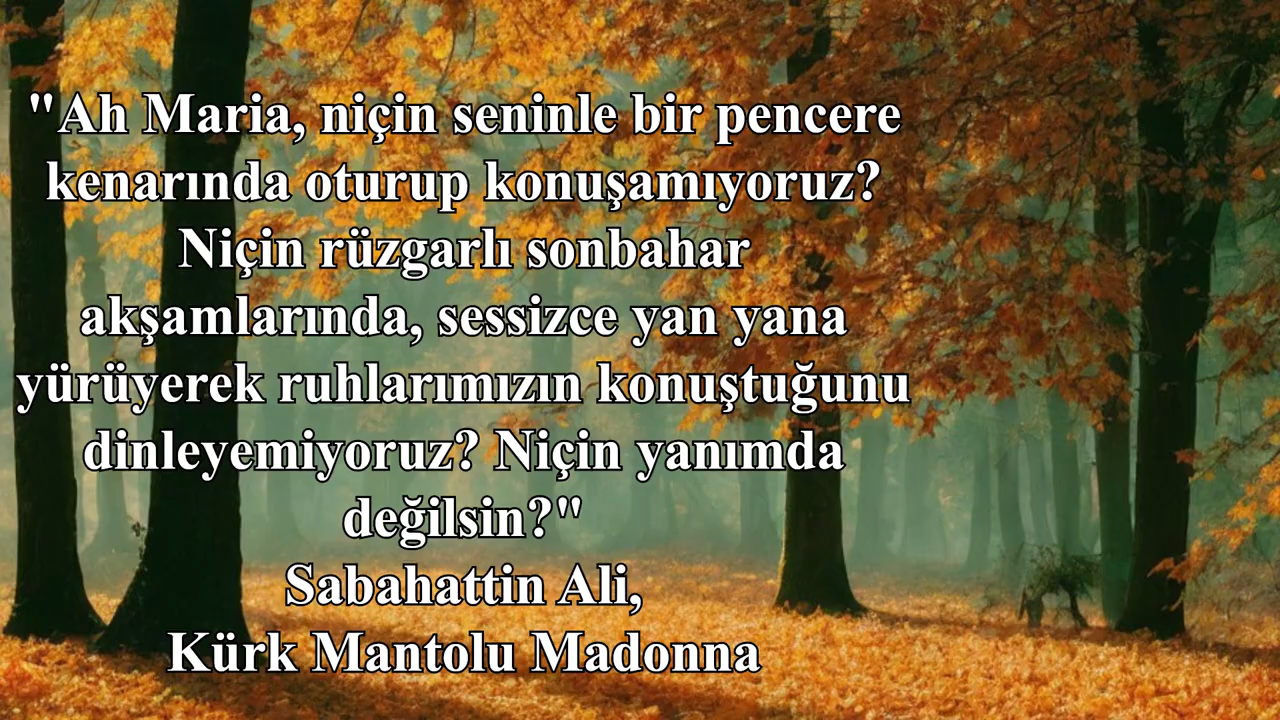 "Ah Maria, niçin seninle bir pencere
kenarında oturup konuşamıyoruz?
Niçin rüzgarlı sonbahar
akşamlarında, sessizce yan yana
yürüyerek ruhlarımızın konuştuğunu
dinleyemiyoruz? Niçin yanımda
değilsin?"
Sabahattin Ali,
Kürk Mantolu Madonna